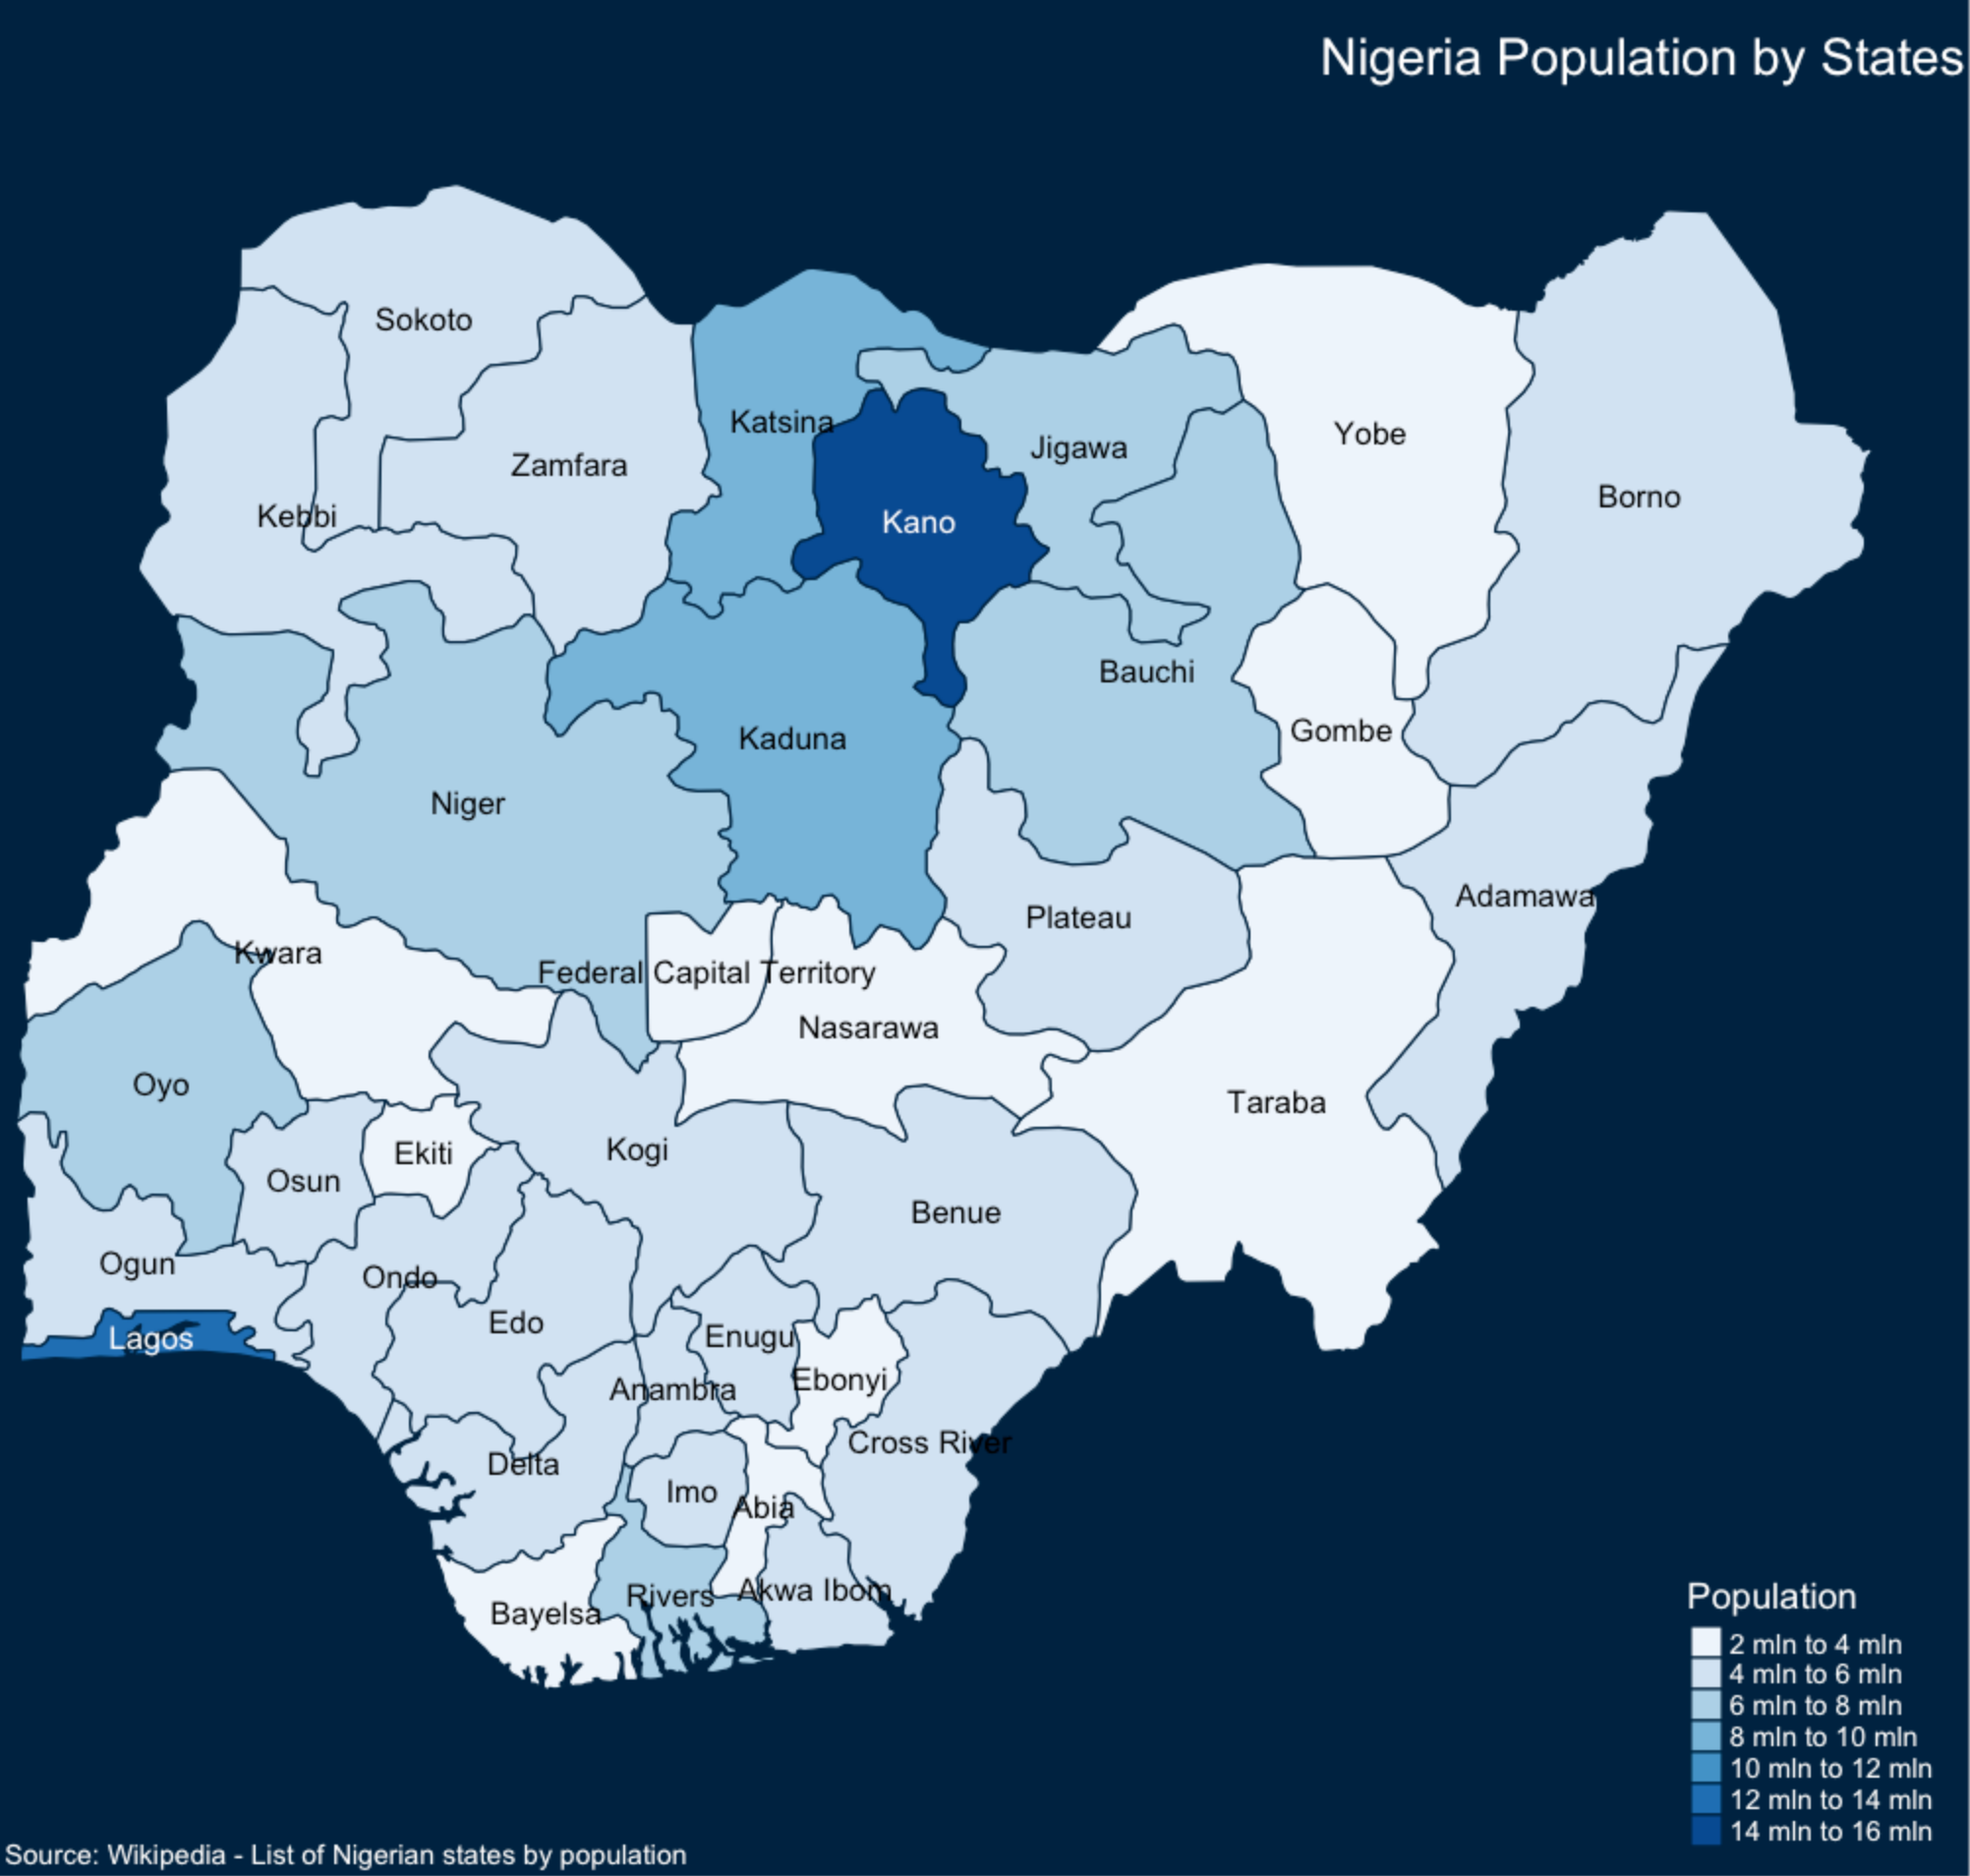 Nigeria Population by States
Sokoto
Katsina
Yobe
Jigawa
Zamfara
Borno
Kebbi
Kano
Bauchi
Gombe
Kaduna
Niger
Adamawa
Plateau
Kwara
Federal Capital Territory
Nasarawa
Oyo
Taraba
Kogi
Ekiti
Osun
Benue
Ogun
Ondo
Edo
Lagos
Enugu
Ebonyi
Anambra
Cross River
Delta
Imo
Abia
Akwa Ibom
Rivers
Bayelsa
Population
2 mln to 4 mln
4 mln to 6 mln
6 mln to 8 mln
8 mln to 10 mln
10 mln to 12 mln
12 mln to 14 mln
14 mln to 16 mln
Source: Wikipedia - List of Nigerian states by population